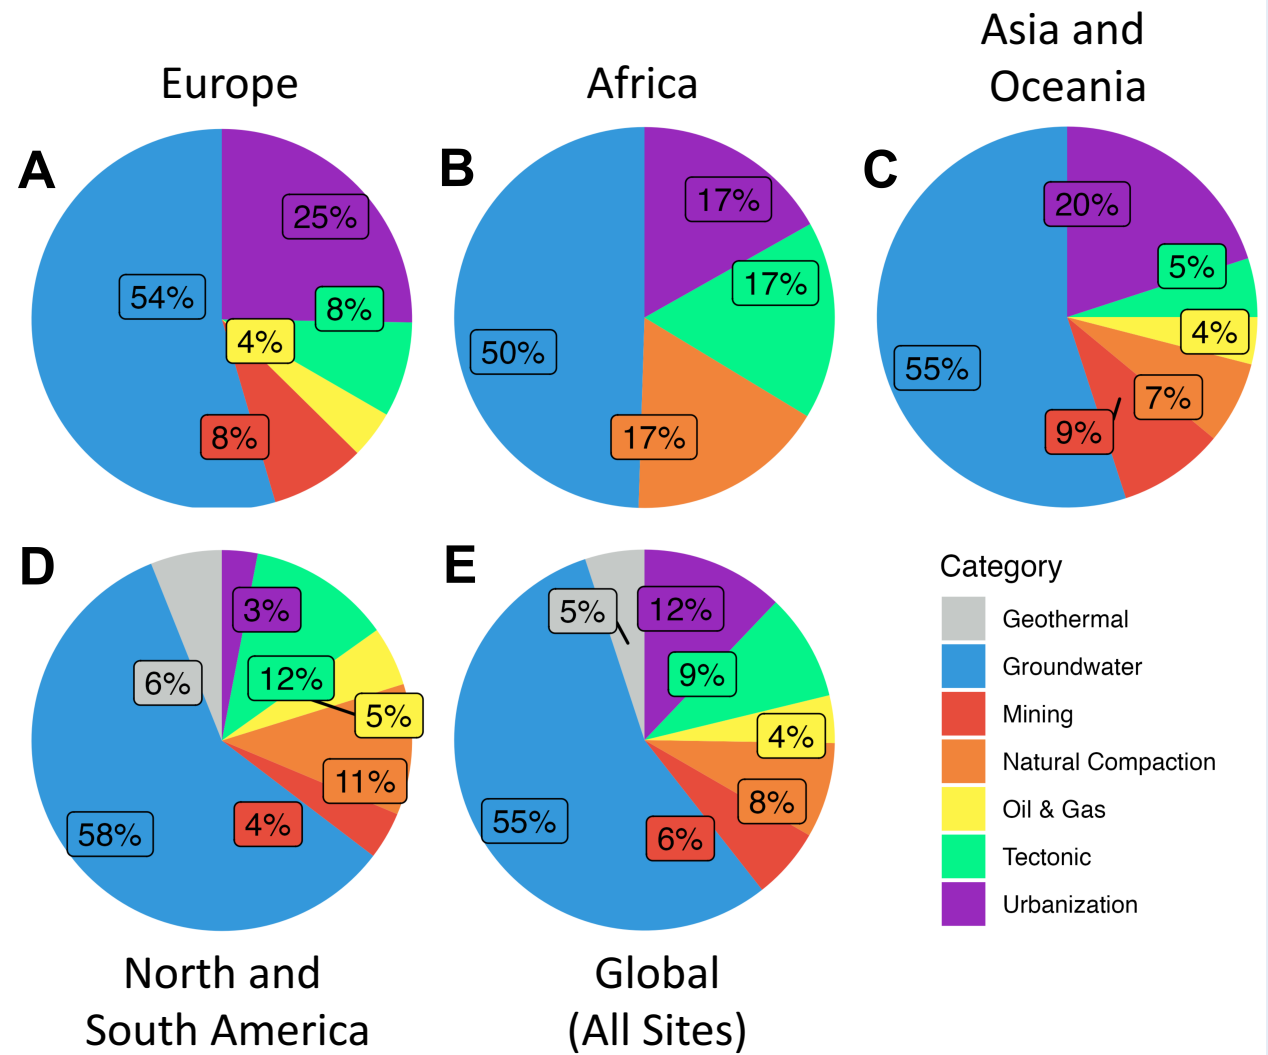 Europe
Africa
Asia and
Oceania
A
25%
54%
8%
4%
8%
B
17%
17%
50%
17%
C
20%
5%
4%
55%
7%
9%
D
3%
12%
6%
5%
11%
4%
58%
North and
South America
E
5%
12%
9%
4%
8%
55%
6%
Global
(All Sites)
Category
Geothermal
Groundwater
Mining
Natural Compaction
Oil & Gas
Tectonic
Urbanization